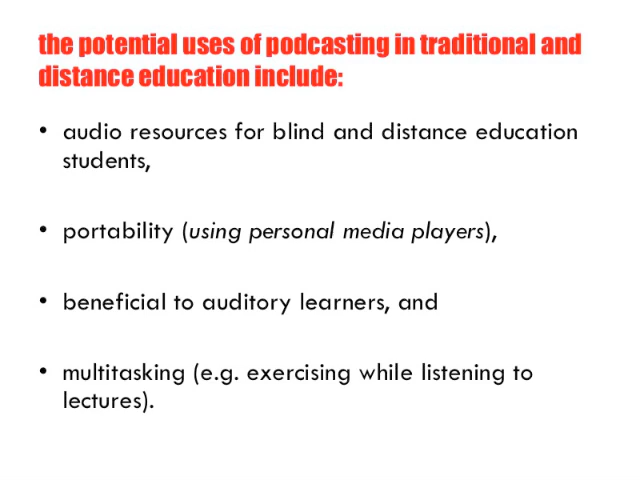 the potential uses of podcasting in traditional and
distance education include:
• audio resources for blind and distance education
students,
• portability (using personal media players),
• beneficial to auditory learners, and
• multitasking (e.g. exercising while listening to
lectures).